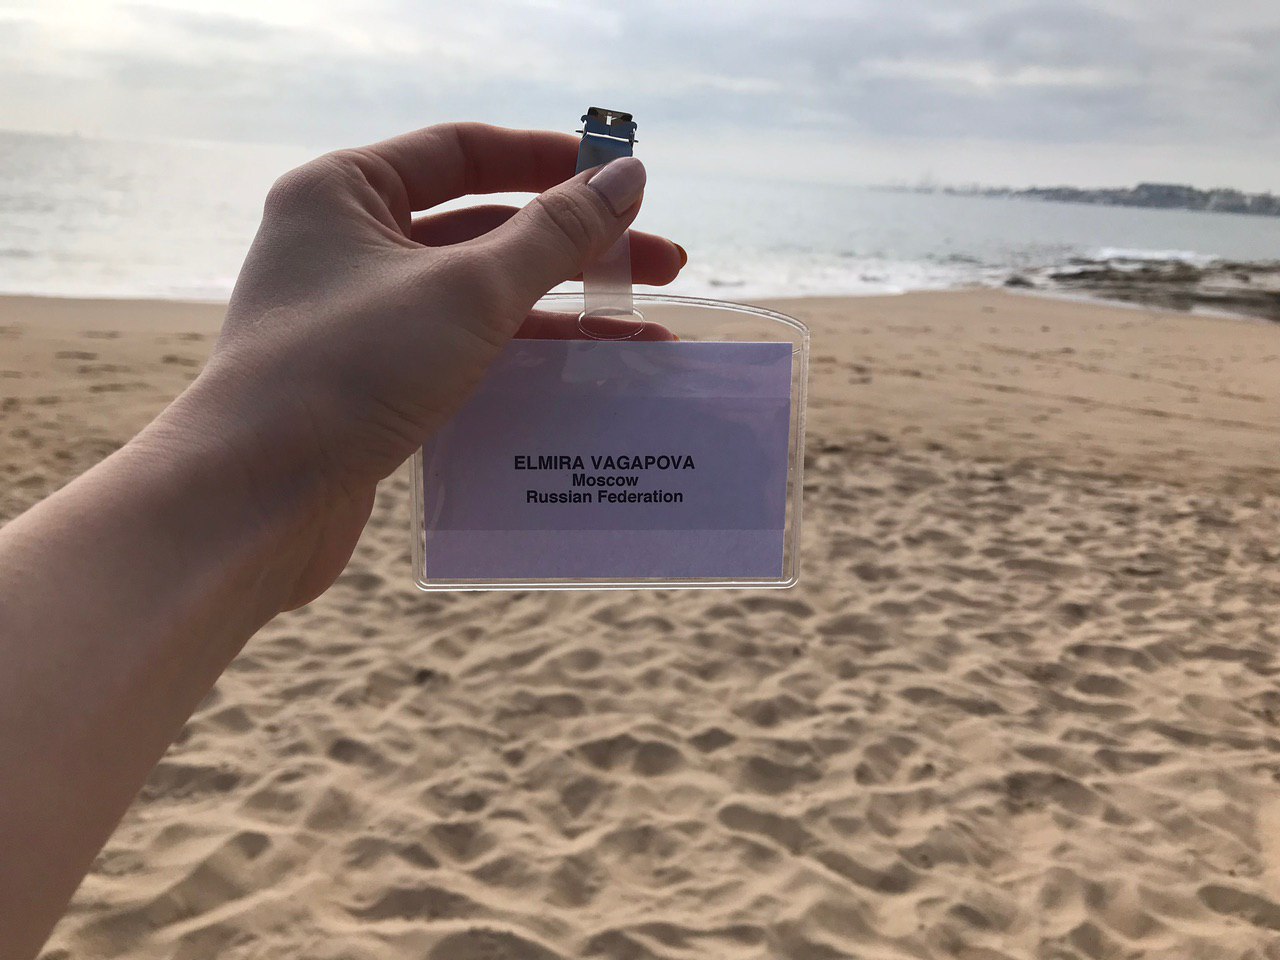 ELMIRA VAGAPOVA
Moscow
Russian Federation